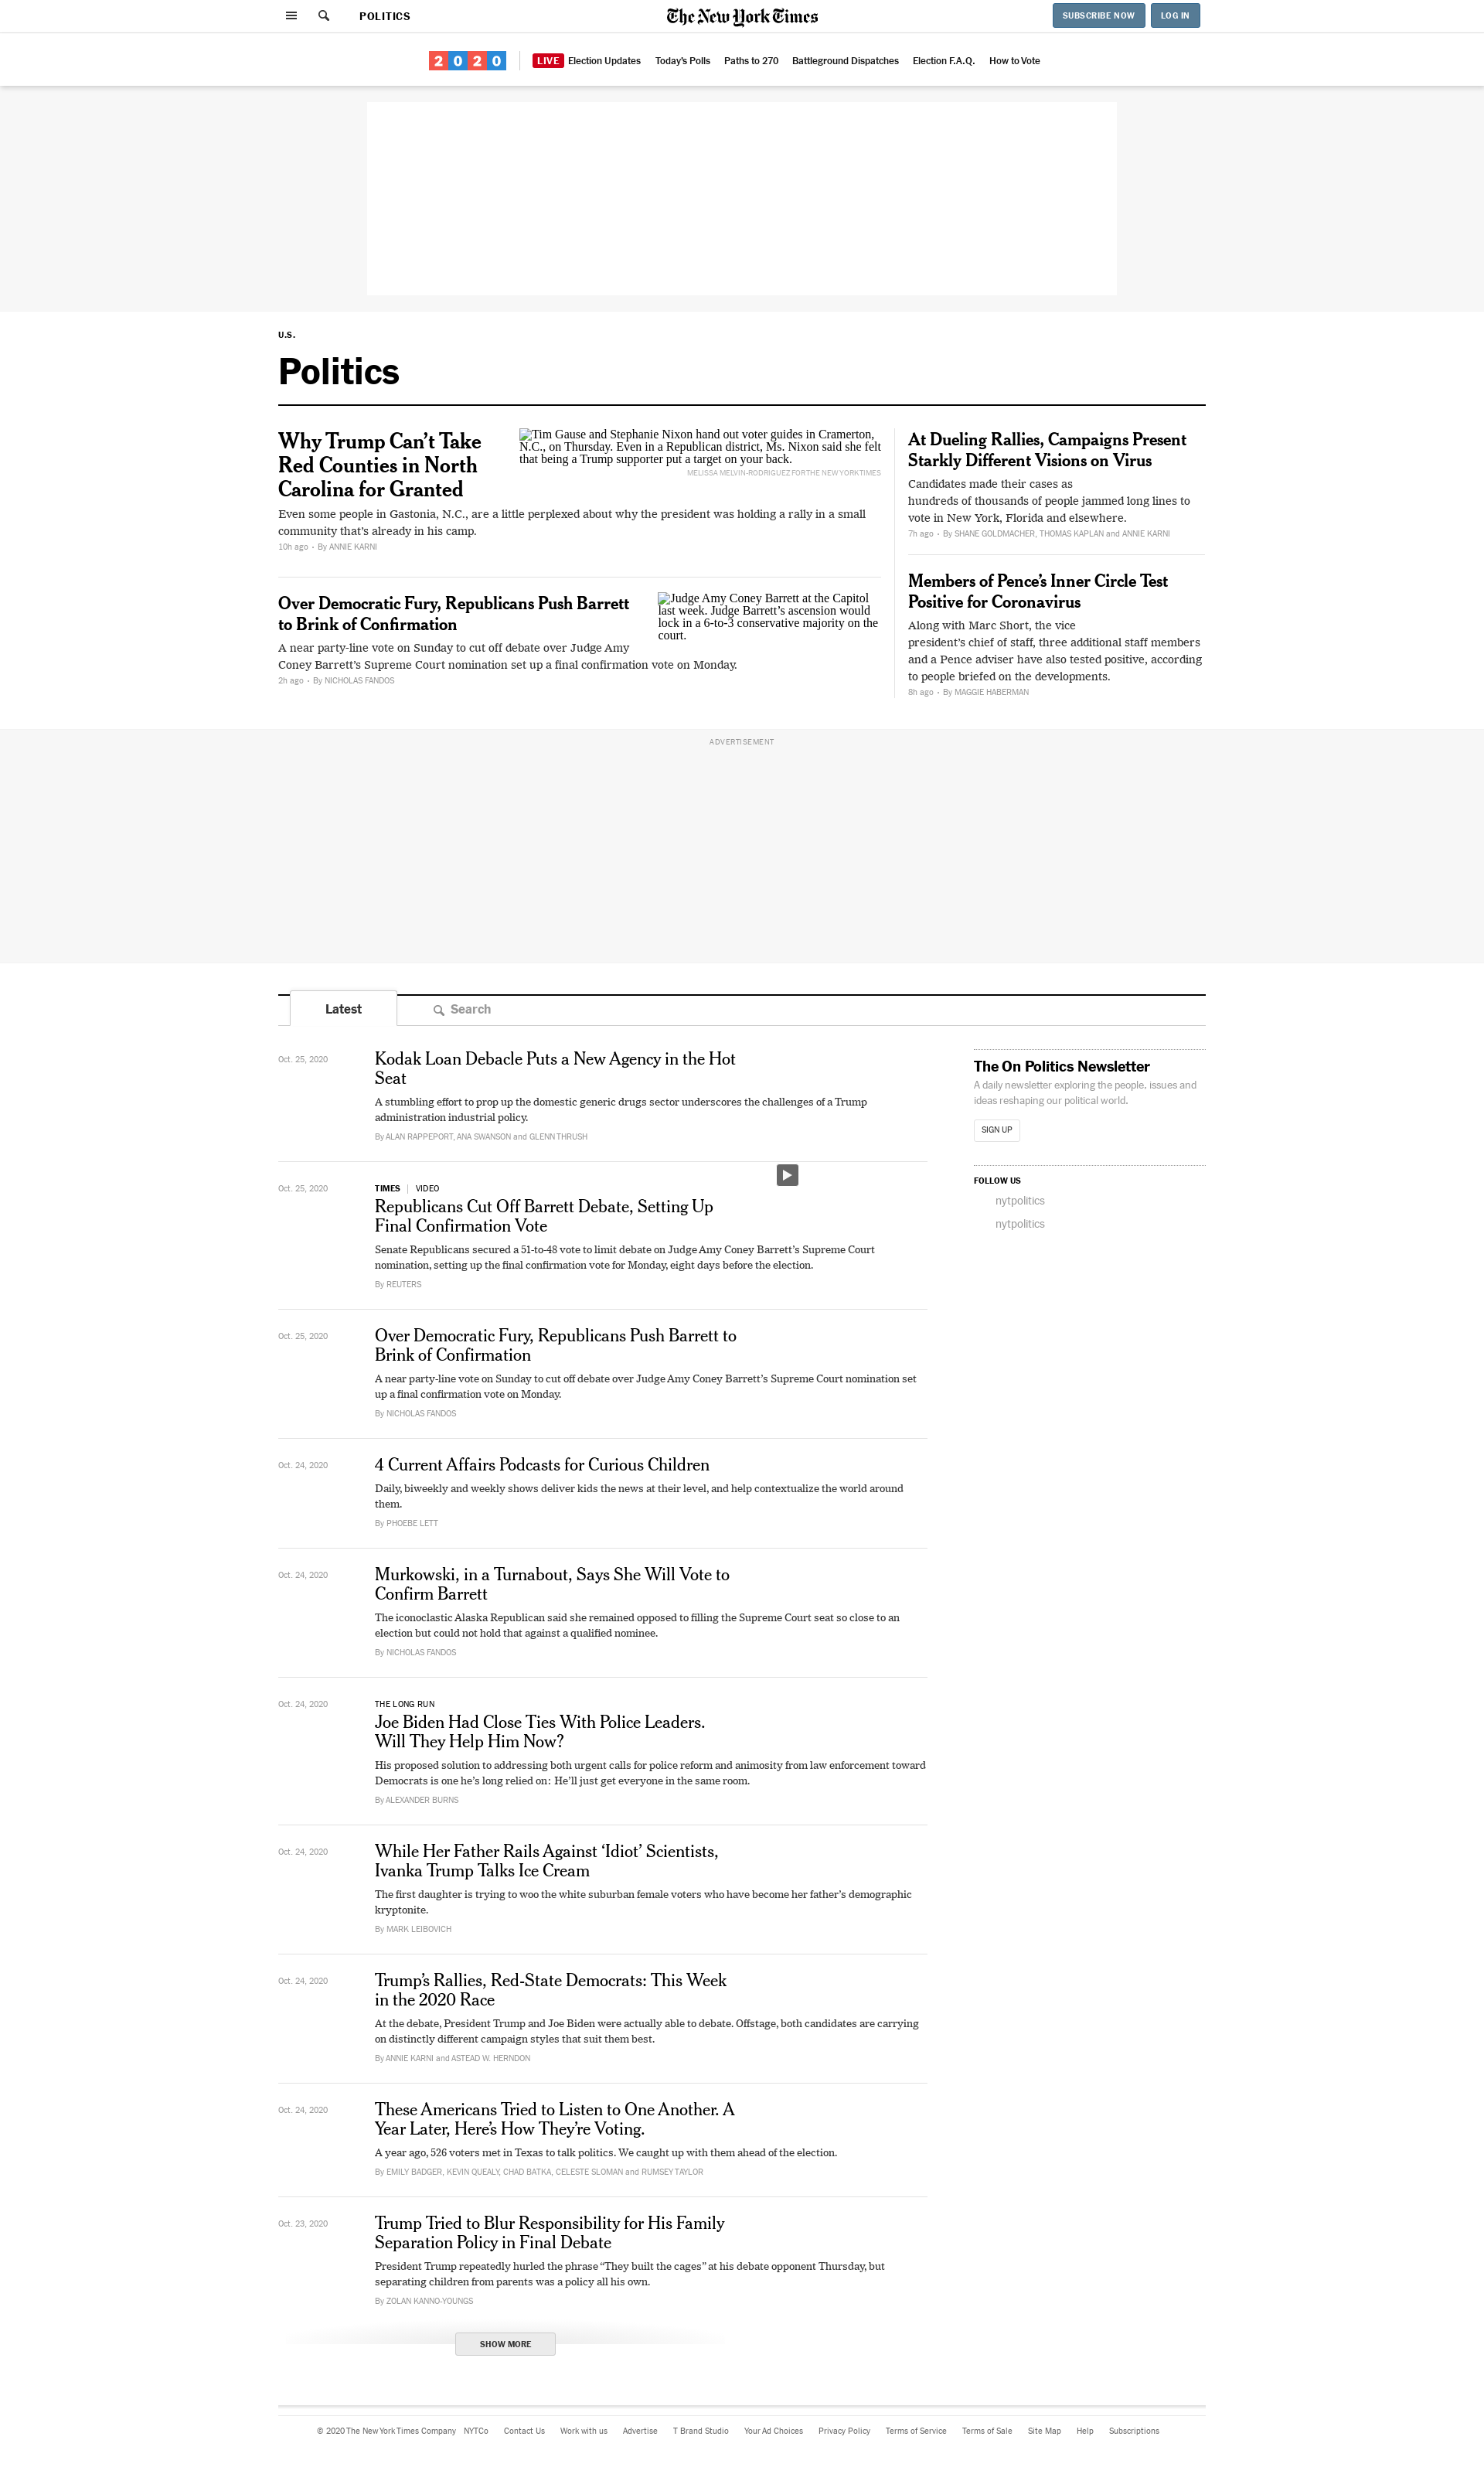 POLITICS
The New York Times
SUBSCRIBE NOW
LOG IN
2020
LIVE Election Updates
Today's Polls
Paths to 270
Battleground Dispatches
Election F.A.Q.
How to Vote
U.S.
Politics
Why Trump Can’t Take
Red Counties in North
Carolina for Granted
Tim Gause and Stephanie Nixon hand out voter guides in Cramerton,
N.C., on Thursday. Even in a Republican district, Ms. Nixon said she felt
that being a Trump supporter put a target on your back.
MELISSA MELVIN-RODRIGUEZ FOR THE NEW YORK TIMES
Even some people in Gastonia, N.C., are a little perplexed about why the president was holding a rally in a small
community that’s already in his camp.
10h ago • By ANNIE KARNI
Over Democratic Fury, Republicans Push Barrett
to Brink of Confirmation
Judge Amy Coney Barrett at the Capitol
last week. Judge Barrett’s ascension would
lock in a 6-to-3 conservative majority on the
court.
A near party-line vote on Sunday to cut off debate over Judge Amy
Coney Barrett’s Supreme Court nomination set up a final confirmation vote on Monday.
2h ago • By NICHOLAS FANDOS
At Dueling Rallies, Campaigns Present
Starkly Different Visions on Virus
Candidates made their cases as
hundreds of thousands of people jammed long lines to
vote in New York, Florida and elsewhere.
7h ago • By SHANE GOLDMACHER, THOMAS KAPLAN and ANNIE KARNI
Members of Pence’s Inner Circle Test
Positive for Coronavirus
Along with Marc Short, the vice
president’s chief of staff, three additional staff members
and a Pence adviser have also tested positive, according
to people briefed on the developments.
8h ago • By MAGGIE HABERMAN
ADVERTISEMENT
Latest
Search
Oct. 25, 2020
Kodak Loan Debacle Puts a New Agency in the Hot
Seat
A stumbling effort to prop up the domestic generic drugs sector underscores the challenges of a Trump
administration industrial policy.
By ALAN RAPPEPORT, ANA SWANSON and GLENN THRUSH
Oct. 25, 2020
TIMES | VIDEO
Republicans Cut Off Barrett Debate, Setting Up
Final Confirmation Vote
Senate Republicans secured a 51-to-48 vote to limit debate on Judge Amy Coney Barrett’s Supreme Court
nomination, setting up the final confirmation vote for Monday, eight days before the election.
By REUTERS
Oct. 25, 2020
Over Democratic Fury, Republicans Push Barrett to
Brink of Confirmation
A near party-line vote on Sunday to cut off debate over Judge Amy Coney Barrett’s Supreme Court nomination set
up a final confirmation vote on Monday.
By NICHOLAS FANDOS
Oct. 24, 2020
4 Current Affairs Podcasts for Curious Children
Daily, biweekly and weekly shows deliver kids the news at their level, and help contextualize the world around
them.
By PHOEBE LETT
Oct. 24, 2020
Murkowski, in a Turnabout, Says She Will Vote to
Confirm Barrett
The iconoclastic Alaska Republican said she remained opposed to filling the Supreme Court seat so close to an
election but could not hold that against a qualified nominee.
By NICHOLAS FANDOS
Oct. 24, 2020
THE LONG RUN
Joe Biden Had Close Ties With Police Leaders.
Will They Help Him Now?
His proposed solution to addressing both urgent calls for police reform and animosity from law enforcement toward
Democrats is one he’s long relied on: He’ll just get everyone in the same room.
By ALEXANDER BURNS
Oct. 24, 2020
While Her Father Rails Against ‘Idiot’ Scientists,
Ivanka Trump Talks Ice Cream
The first daughter is trying to woo the white suburban female voters who have become her father’s demographic
kryptonite.
By MARK LEIBOVICH
Oct. 24, 2020
Trump’s Rallies, Red-State Democrats: This Week
in the 2020 Race
At the debate, President Trump and Joe Biden were actually able to debate. Offstage, both candidates are carrying
on distinctly different campaign styles that suit them best.
By ANNIE KARNI and ASTEAD W. HERNDON
Oct. 24, 2020
These Americans Tried to Listen to One Another. A
Year Later, Here’s How They’re Voting.
A year ago, 526 voters met in Texas to talk politics. We caught up with them ahead of the election.
By EMILY BADGER, KEVIN QUEALY, CHAD BATKA, CELESTE SLOMAN and RUMSEY TAYLOR
Oct. 23, 2020
Trump Tried to Blur Responsibility for His Family
Separation Policy in Final Debate
President Trump repeatedly hurled the phrase “They built the cages” at his debate opponent Thursday, but
separating children from parents was a policy all his own.
By ZOLAN KANNO-YOUNGS
SHOW MORE
The On Politics Newsletter
A daily newsletter exploring the people, issues and
ideas reshaping our political world.
SIGN UP
FOLLOW US
nytpolitics
nytpolitics
© 2020 The New York Times Company
NYTCo
Contact Us
Work with us
Advertise
T Brand Studio
Your Ad Choices
Privacy Policy
Terms of Service
Terms of Sale
Site Map
Help
Subscriptions